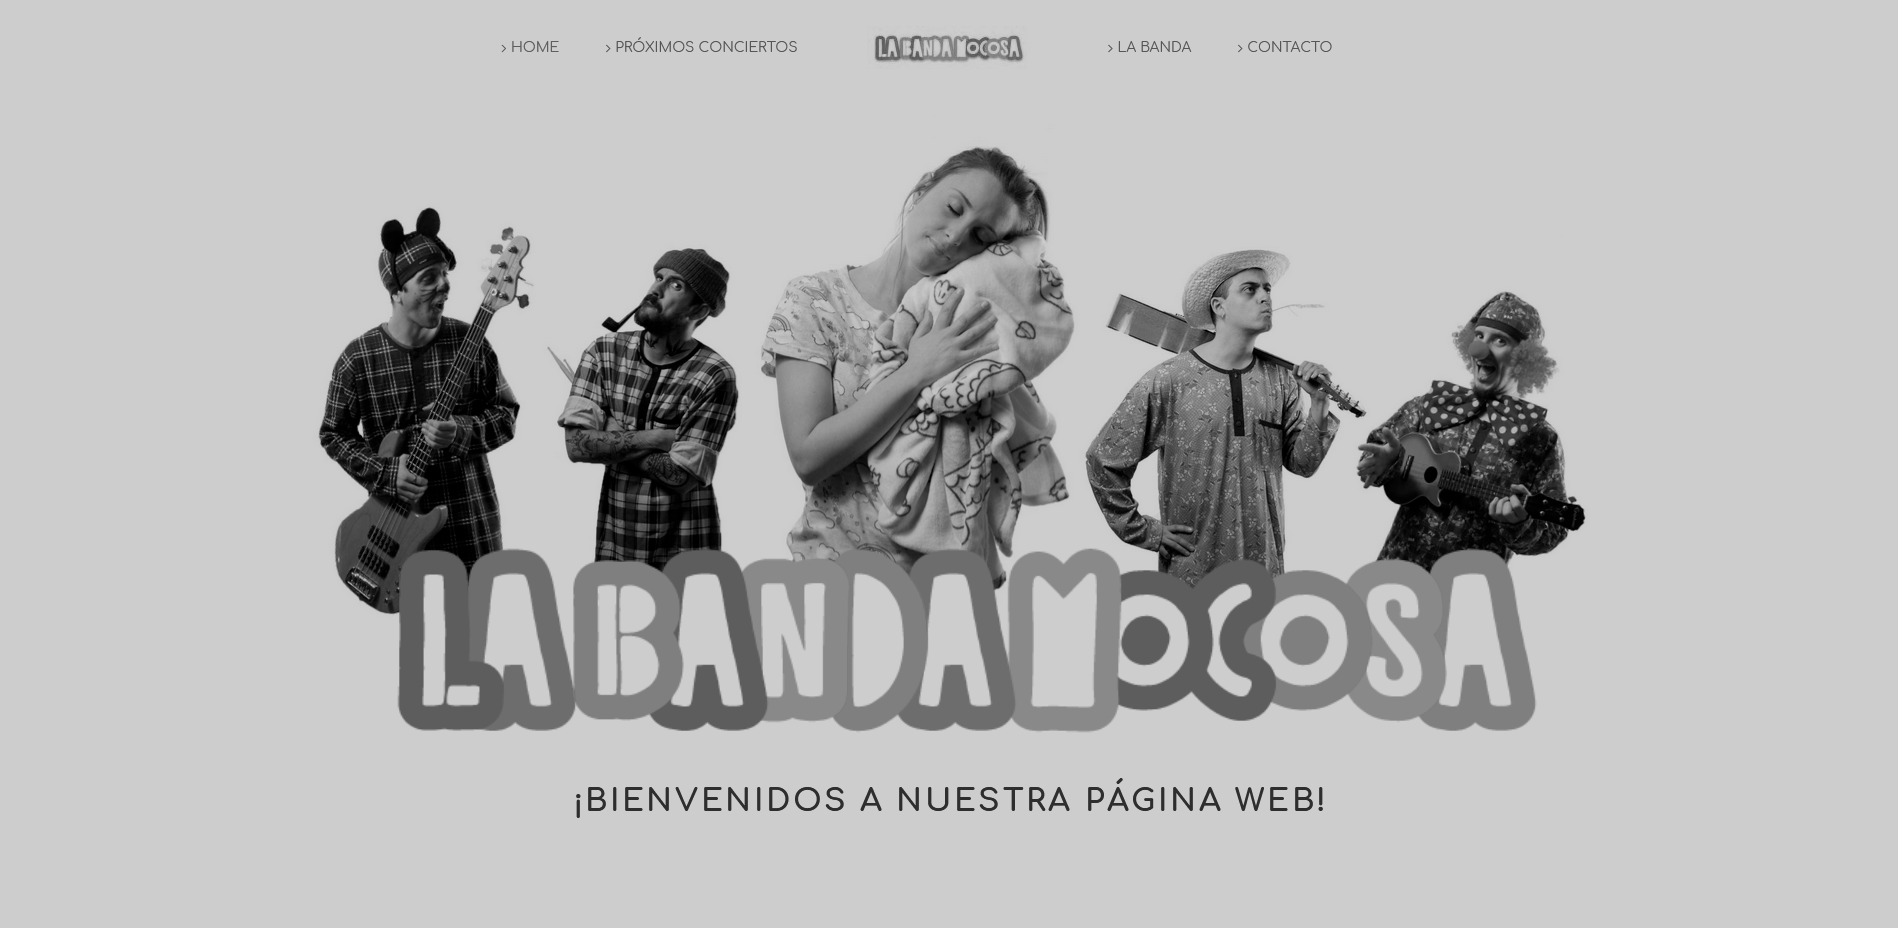 HOME
PRÓXIMOS CONCIERTOS
LA BANDA MOCOSA
LA BANDA
CONTACTO
LA BANDA MOCOSA
¡BIENVENIDOS A NUESTRA PÁGINA WEB!